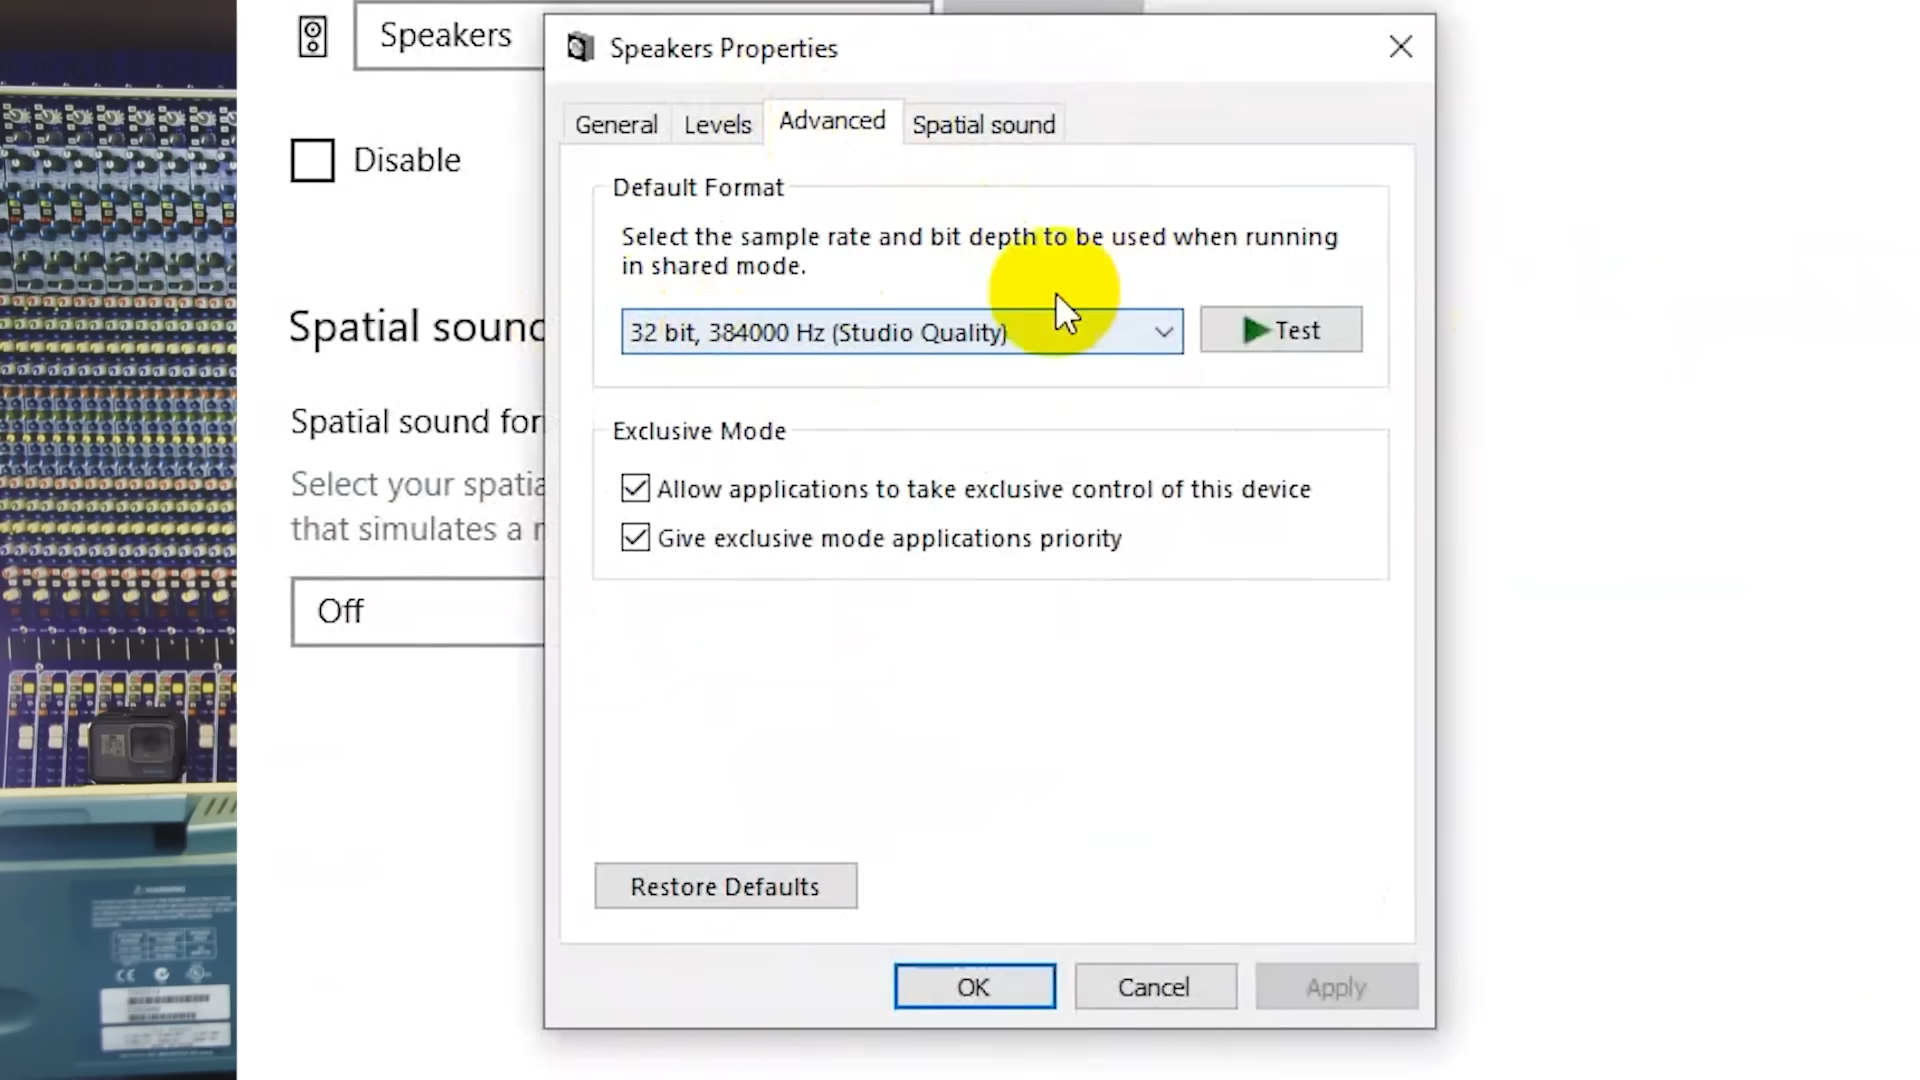 Speakers
Speakers Properties
General
Levels
Advanced
Spatial sound
Disable
Default Format
Select the sample rate and bit depth to be used when running
in shared mode.
32 bit, 384000 Hz (Studio Quality)
Test
Spatial sound
Exclusive Mode
Spatial sound for
Allow applications to take exclusive control of this device
Select your spatia
Give exclusive mode applications priority
that simulates a
Off
Restore Defaults
OK
Cancel
Apply
WARNING